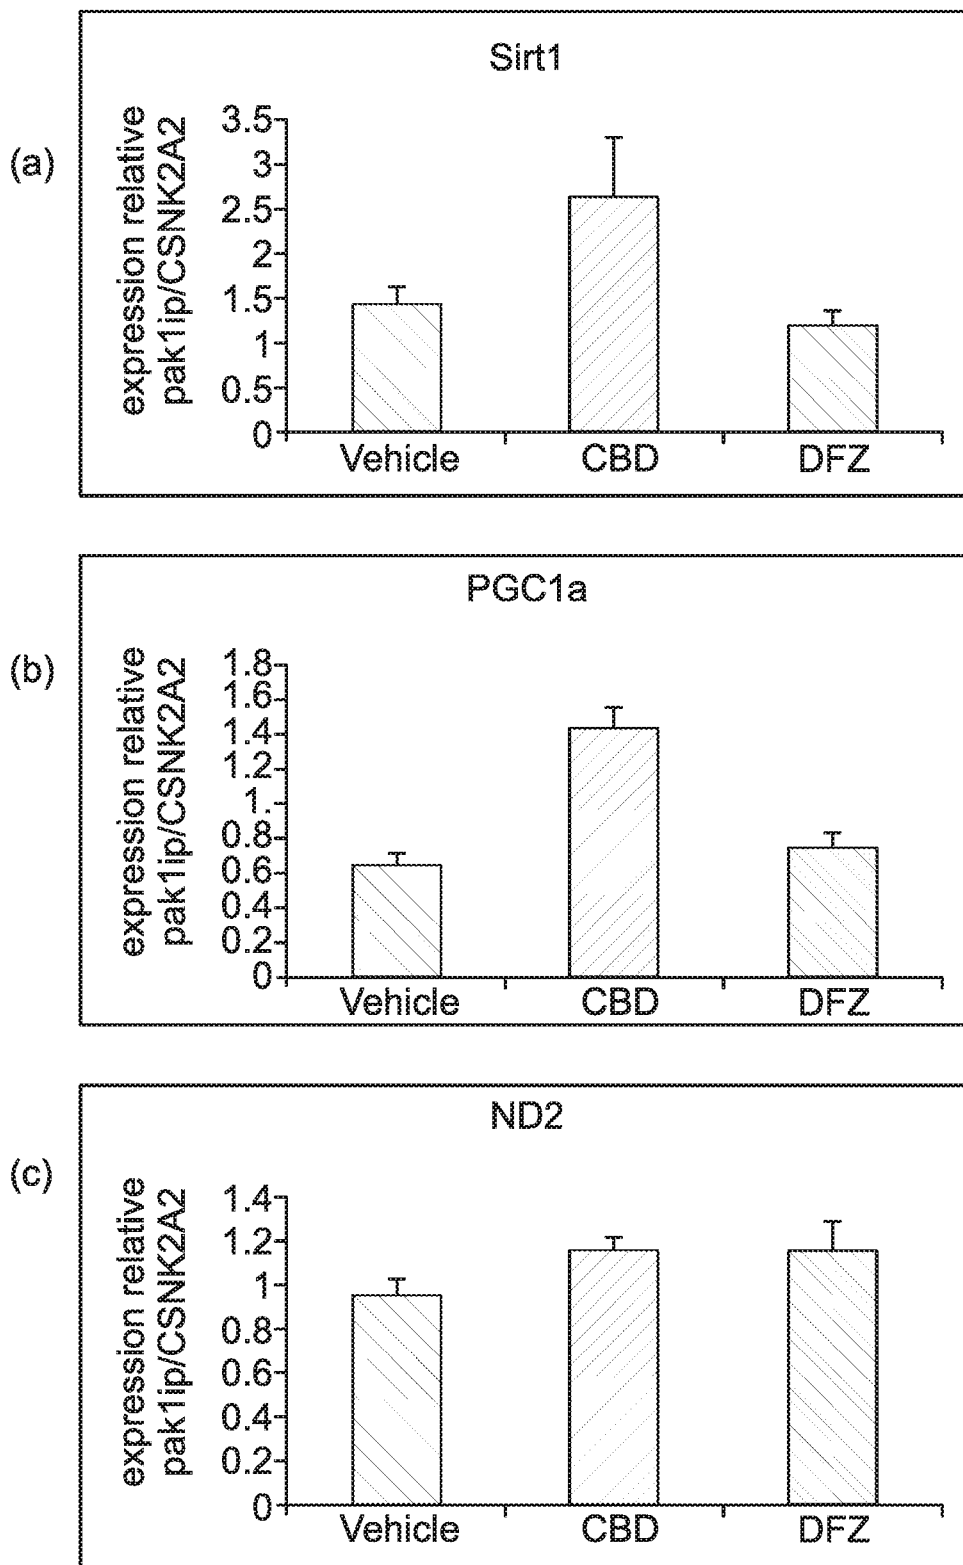 (a)
Sirt1
expression relative
pak1ip/CSNK2A2
3.5
3
2.5
2
1.5
1
0.5
0
Vehicle CBD DFZ
(b)
PGC1a
expression relative
pak1ip/CSNK2A2
1.8
1.6
1.4
1.2
1.
0.8
0.6
0.4
0.2
0
Vehicle CBD DFZ
(c)
ND2
expression relative
pak1ip/CSNK2A2
1.4
1.2
1
0.8
0.6
0.4
0.2
0
Vehicle CBD DFZ